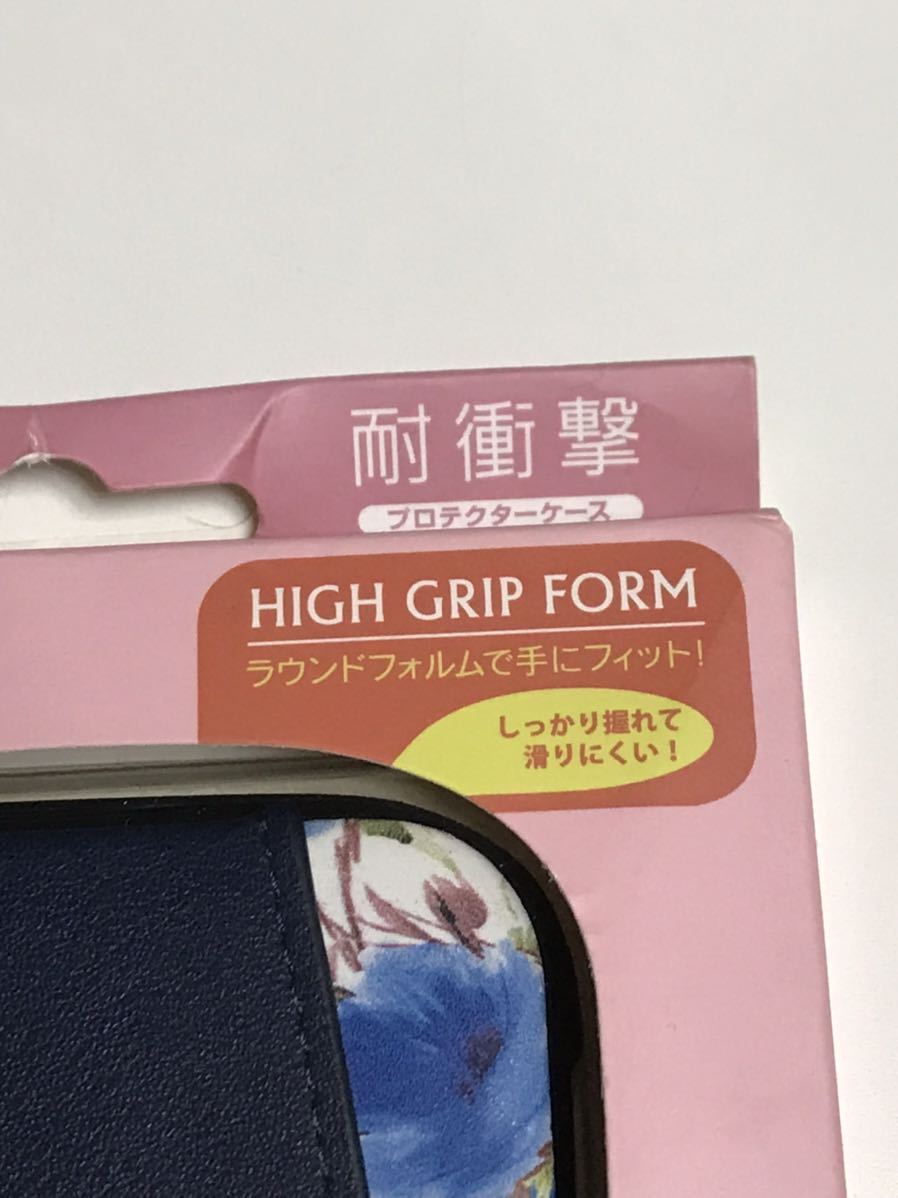 耐衝撃
プロテクターケース
HIGH GRIP FORM
ラウンドフォルムで手にフィット!
しっかり握れて
滑りにくい!